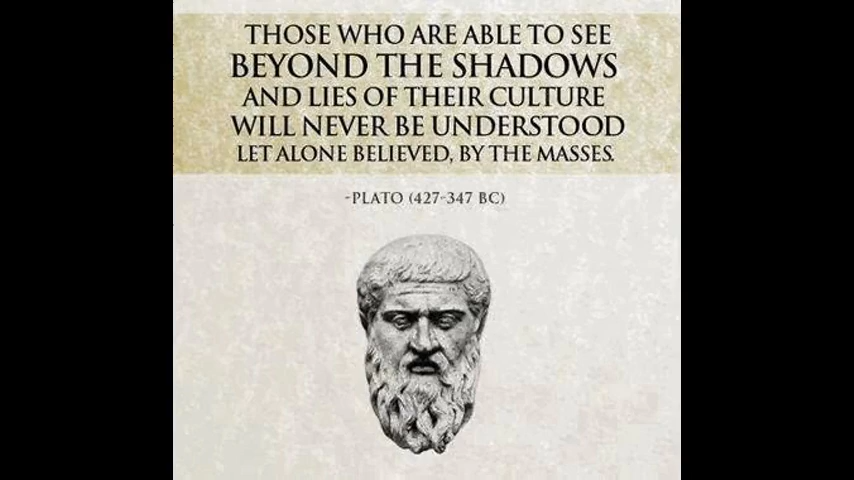 THOSE WHO ARE ABLE TO SEE
BEYOND THE SHADOWS
AND LIES OF THEIR CULTURE
WILL NEVER BE UNDERSTOOD
LET ALONE BELIEVED, BY THE MASSES.
-PLATO (427-347 BC)